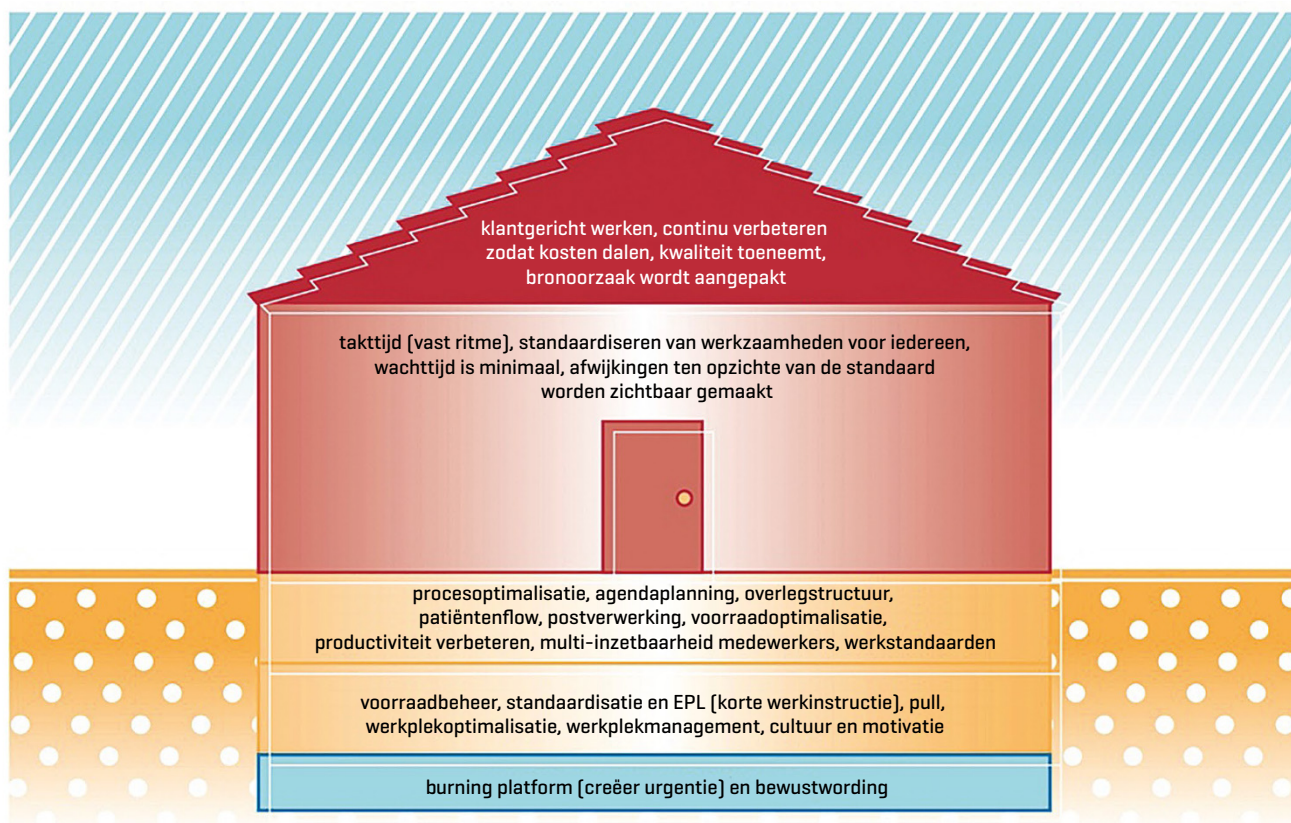 klantgericht werken, continu verbeteren
zodat kosten dalen, kwaliteit toeneemt,
bronoorzaak wordt aangepakt
takttijd (vast ritme), standaardiseren van werkzaamheden voor iedereen,
wachttijd is minimaal, afwijkingen ten opzichte van de standaard
worden zichtbaar gemaakt
procesoptimalisatie, agendaplanning, overlegstructuur,
patiëntenflow, postverwerking, voorraadoptimalisatie,
productiviteit verbeteren, multi-inzetbaarheid medewerkers, werkstandaarden
voorraadbeheer, standaardisatie en EPL (korte werkinstructie), pull,
werkplekoptimalisatie, werkplekmanagement, cultuur en motivatie
burning platform (creëer urgentie) en bewustwording